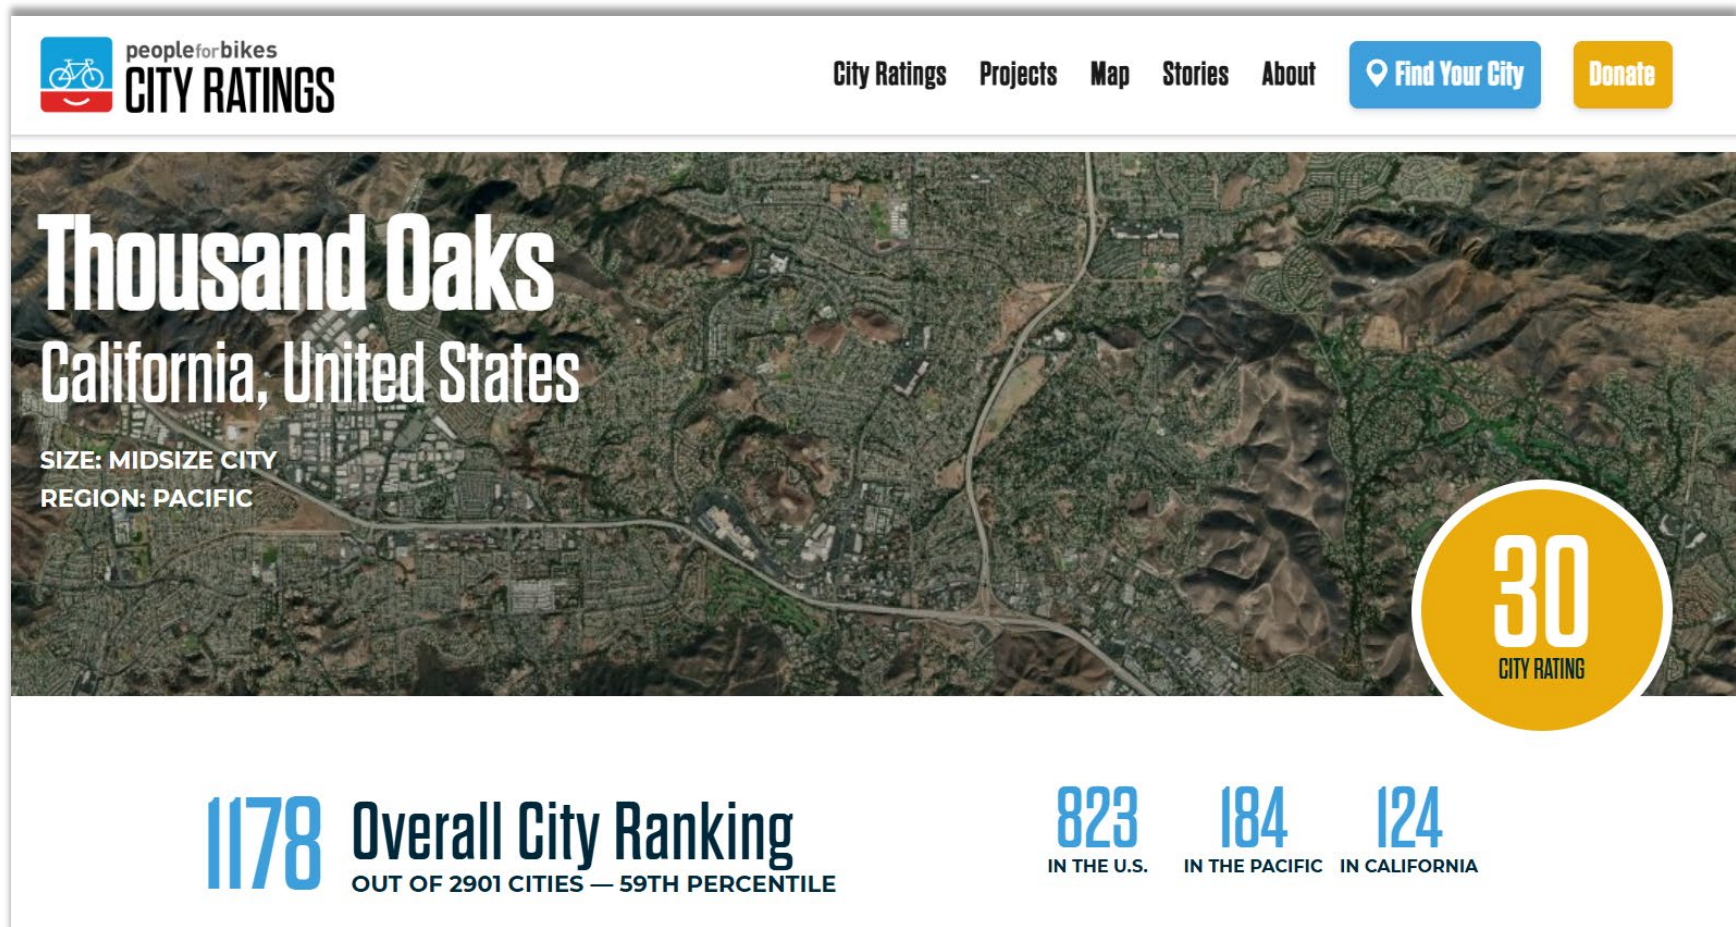 peopleforbikes
CITY RATINGS
City Ratings Projects Map Stories About Find Your City Donate
Thousand Oaks
California, United States
SIZE: MIDSIZE CITY
REGION: PACIFIC
30
CITY RATING
1178 Overall City Ranking
OUT OF 2901 CITIES — 59TH PERCENTILE
823 184 124
IN THE U.S. IN THE PACIFIC IN CALIFORNIA